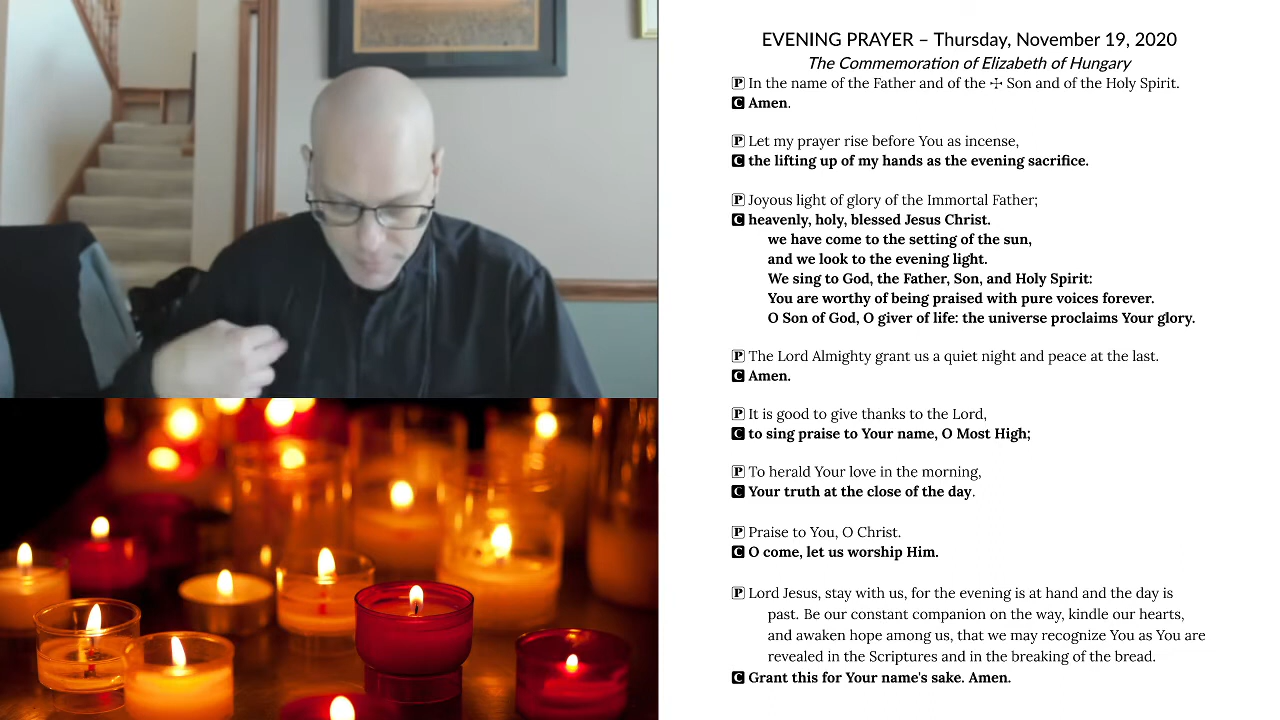 EVENING PRAYER – Thursday, November 19, 2020
The Commemoration of Elizabeth of Hungary
P In the name of the Father and of the ☩ Son and of the Holy Spirit.
C Amen.
P Let my prayer rise before You as incense,
C the lifting up of my hands as the evening sacrifice.
P Joyous light of glory of the Immortal Father;
C heavenly, holy, blessed Jesus Christ.
we have come to the setting of the sun,
and we look to the evening light.
We sing to God, the Father, Son, and Holy Spirit:
You are worthy of being praised with pure voices forever.
O Son of God, O giver of life: the universe proclaims Your glory.
P The Lord Almighty grant us a quiet night and peace at the last.
C Amen.
P It is good to give thanks to the Lord,
C to sing praise to Your name, O Most High;
P To herald Your love in the morning,
C Your truth at the close of the day.
P Praise to You, O Christ.
C O come, let us worship Him.
P Lord Jesus, stay with us, for the evening is at hand and the day is
past. Be our constant companion on the way, kindle our hearts,
and awaken hope among us, that we may recognize You as You are
revealed in the Scriptures and in the breaking of the bread.
C Grant this for Your name's sake. Amen.